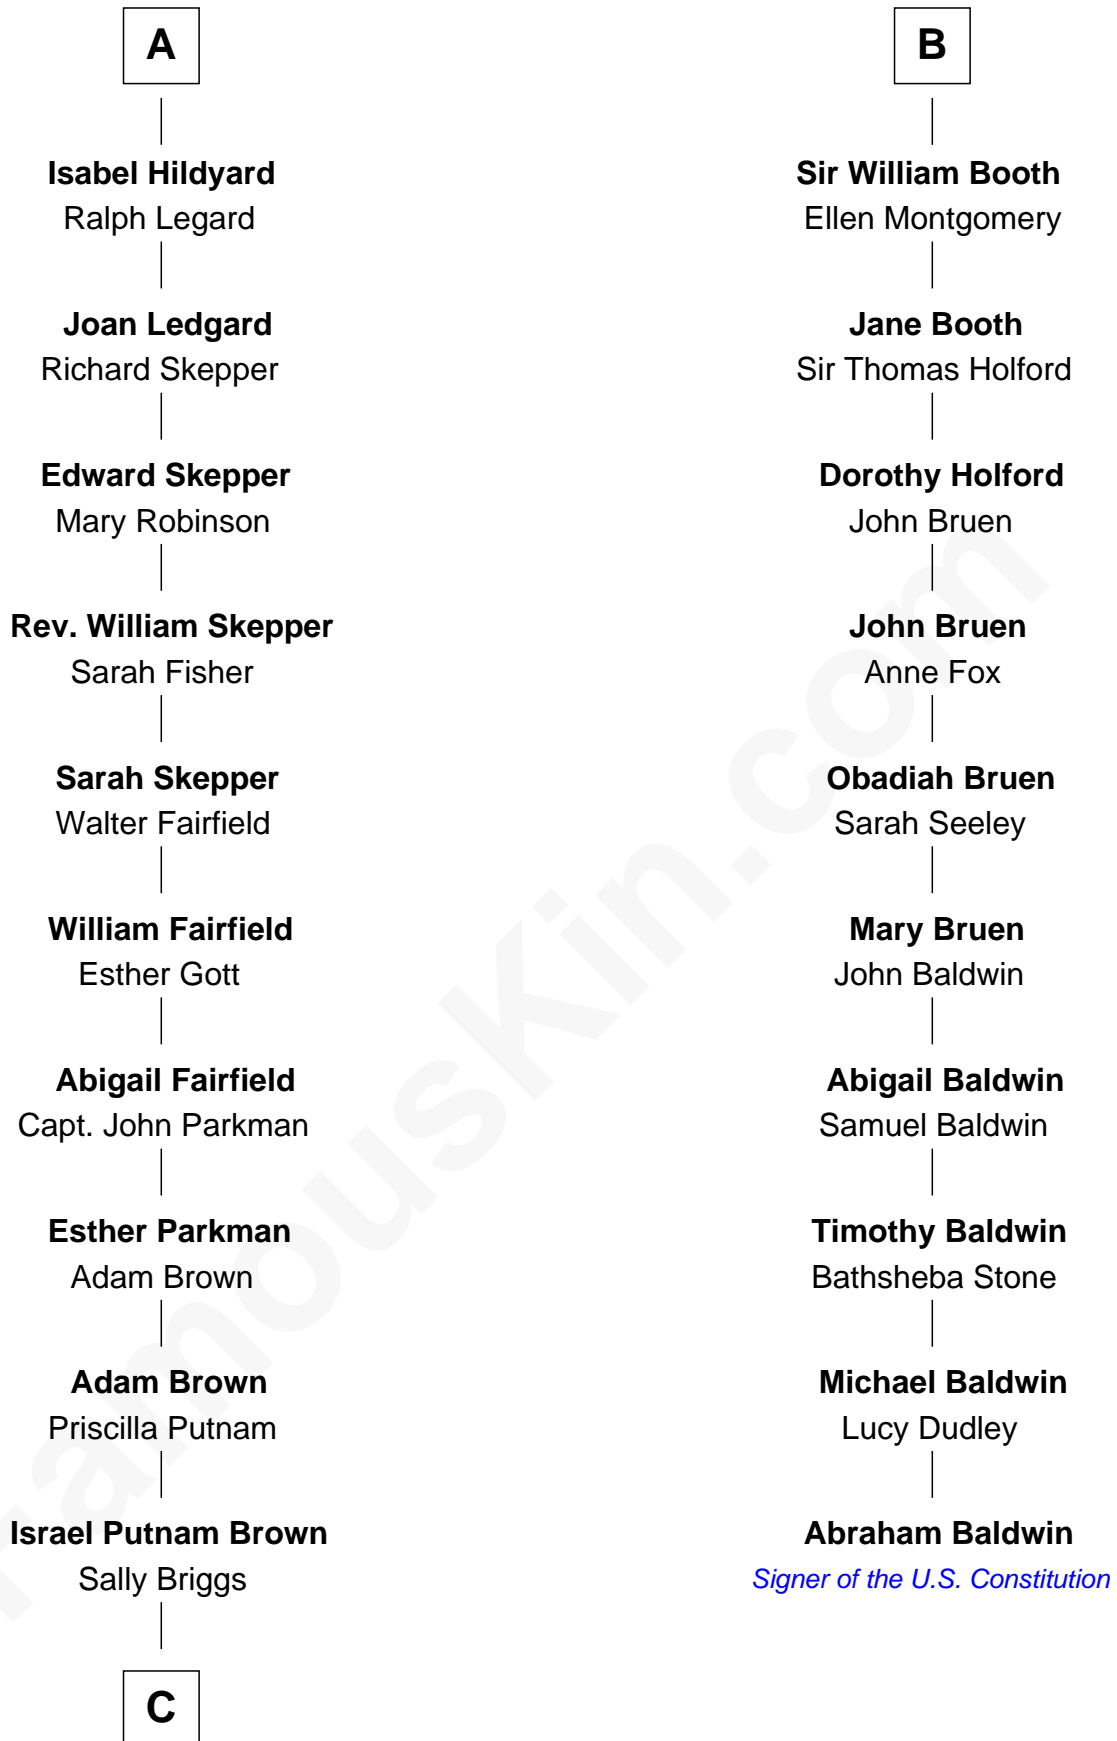 A
Isabel Hildyard
Ralph Legard
Joan Ledgard
Richard Skepper
Edward Skepper
Mary Robinson
Rev. William Skepper
Sarah Fisher
Sarah Skepper
Walter Fairfield
William Fairfield
Esther Gott
Abigail Fairfield
Capt. John Parkman
Esther Parkman
Adam Brown
Adam Brown
Priscilla Putnam
Israel Putnam Brown
Sally Briggs
C
B
Sir William Booth
Ellen Montgomery
Jane Booth
Sir Thomas Holford
Dorothy Holford
John Bruen
John Bruen
Anne Fox
Obadiah Bruen
Sarah Seeley
Mary Bruen
John Baldwin
Abigail Baldwin
Samuel Baldwin
Timothy Baldwin
Bathsheba Stone
Michael Baldwin
Lucy Dudley
Abraham Baldwin
Signer of the U.S. Constitution
FamousKin.com